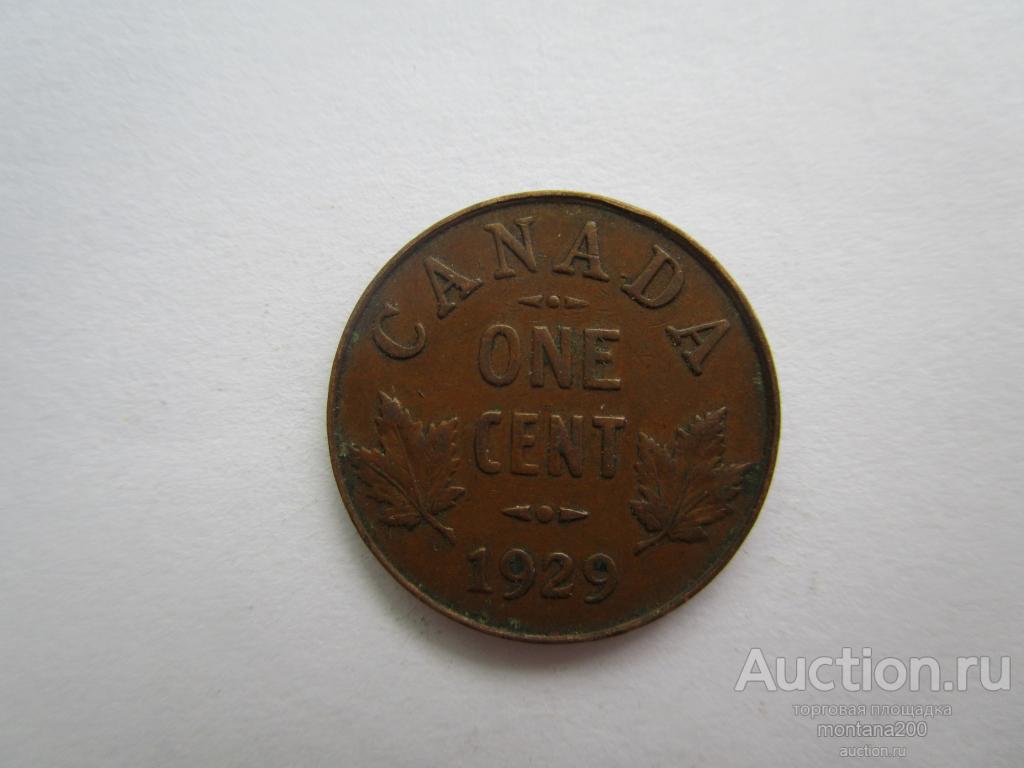 CANADA
ONE
CENT
1929
Auction.ru
торговая площадка
montana200
auction.ru